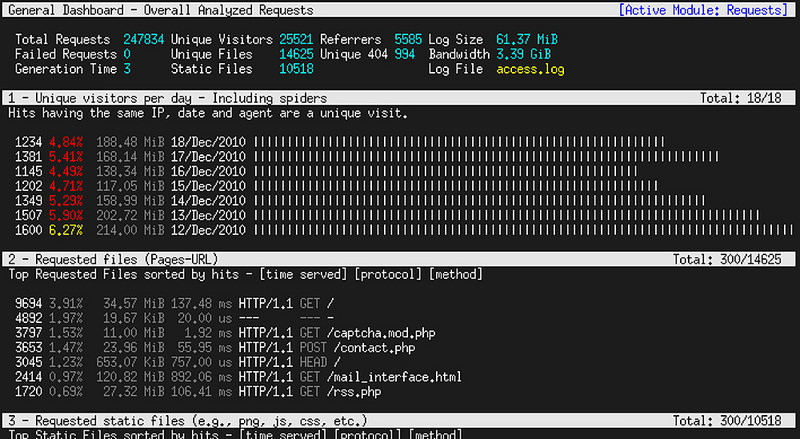 General Dashboard - Overall Analyzed Requests [Active Module: Requests]
Total Requests 247834 Unique Visitors 25521 Referrers 5585 Log Size 61.37 MiB
Failed Requests 0 Unique Files 14625 Unique 404 994 Bandwidth 3.39 GiB
Generation Time 3 Static Files 10518 Log File access.log
1 - Unique visitors per day - Including spiders Total: 18/18
Hits having the same IP, date and agent are a unique visit.
1234 4.84% 188.48 MiB 18/Dec/2010
1381 5.41% 168.14 MiB 17/Dec/2010
1145 4.49% 138.34 MiB 16/Dec/2010
1202 4.71% 117.05 MiB 15/Dec/2010
1349 5.29% 158.99 MiB 14/Dec/2010
1507 5.90% 202.72 MiB 13/Dec/2010
1600 6.27% 214.00 MiB 12/Dec/2010
2 - Requested files (Pages-URL) Total: 300/14625
Top Requested Files sorted by hits - [time served] [protocol] [method]
9694 3.91% 34.57 MiB 137.48 ms HTTP/1.1 GET /
4892 1.97% 19.67 KiB 20.00 us --- --- -
3797 1.53% 11.00 MiB 1.92 ms HTTP/1.1 GET /captcha.mod.php
3653 1.47% 23.96 MiB 55.95 ms HTTP/1.1 POST /contact.php
3045 1.23% 653.07 KiB 757.00 us HTTP/1.1 HEAD /
2414 0.97% 120.82 MiB 892.06 ms HTTP/1.1 GET /mail_interface.html
1720 0.69% 27.32 MiB 106.41 ms HTTP/1.1 GET /rss.php
3 - Requested static files (e.g., png, js, css, etc.) Total: 300/10518
Top Static Files sorted by hits - [time served] [protocol] [method]